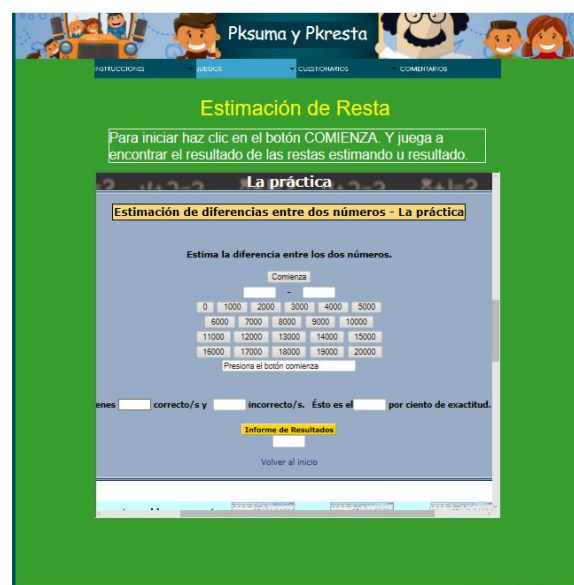 Pksuma y Pkresta
INSTRUCCIONES JUEGOS CUESTIONARIOS COMENTARIOS
Estimación de Resta
Para iniciar haz clic en el botón COMIENZA. Y juega a
encontrar el resultado de las restas estimando u resultado.
La práctica
Estimación de diferencias entre dos números - La práctica
Estima la diferencia entre los dos números.
Comienza
-
0 1000 2000 3000 4000 5000
6000 7000 8000 9000 10000
11000 12000 13000 14000 15000
16000 17000 18000 19000 20000
Presiona el botón comienza
enes correcto/s y incorrecto/s. Ésto es el por ciento de exactitud.
Informe de Resultados
Volver al inicio